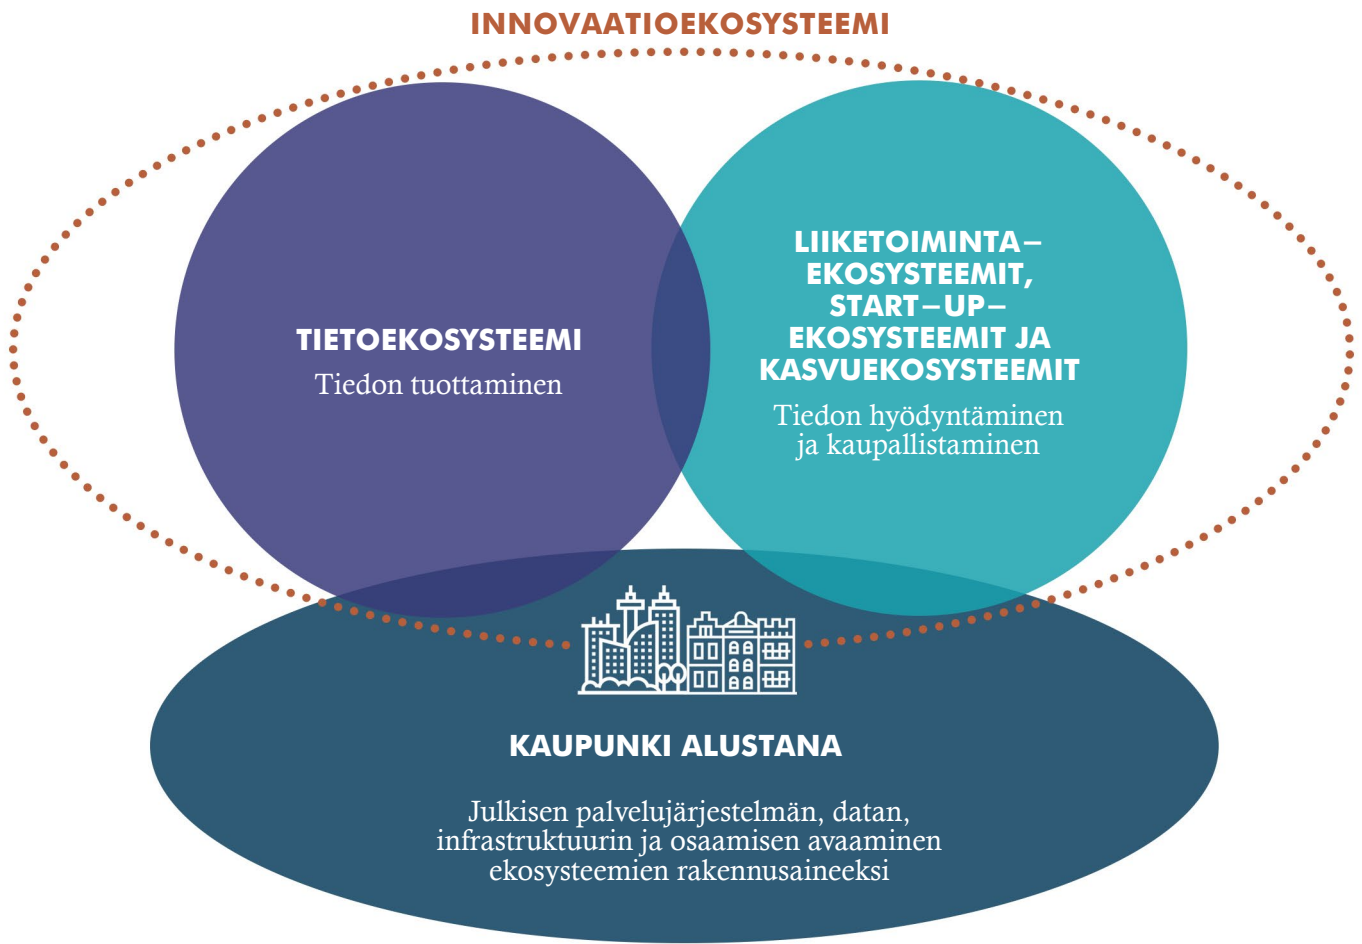 INNOVAATIOEKOSYSTEEMI
TIETOEKOSYSTEEMI
Tiedon tuottaminen
LIIKETOIMINTA–
EKOSYSTEEMIT,
START–UP–
EKOSYSTEEMIT JA
KASVUEKOSYSTEEMIT
Tiedon hyödyntäminen
ja kaupallistaminen
KAUPUNKI ALUSTANA
Julkisen palvelujärjestelmän, datan,
infrastruktuurin ja osaamisen avaaminen
ekosysteemien rakennusaineeksi